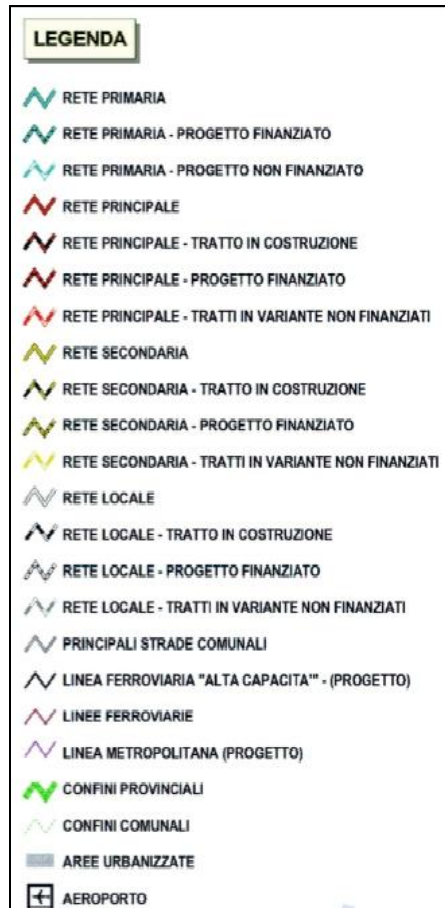 LEGENDA
RETE PRIMARIA
RETE PRIMARIA - PROGETTO FINANZIATO
RETE PRIMARIA - PROGETTO NON FINANZIATO
RETE PRINCIPALE
RETE PRINCIPALE - TRATTO IN COSTRUZIONE
RETE PRINCIPALE - PROGETTO FINANZIATO
RETE PRINCIPALE - TRATTI IN VARIANTE NON FINANZIATI
RETE SECONDARIA
RETE SECONDARIA - TRATTO IN COSTRUZIONE
RETE SECONDARIA - PROGETTO FINANZIATO
RETE SECONDARIA - TRATTI IN VARIANTE NON FINANZIATI
RETE LOCALE
RETE LOCALE - TRATTO IN COSTRUZIONE
RETE LOCALE - PROGETTO FINANZIATO
RETE LOCALE - TRATTI IN VARIANTE NON FINANZIATI
PRINCIPALI STRADE COMUNALI
LINEA FERROVIARIA "ALTA CAPACITA'" - (PROGETTO)
LINEE FERROVIARIE
LINEA METROPOLITANA (PROGETTO)
CONFINI PROVINCIALI
CONFINI COMUNALI
AREE URBANIZZATE
AEROPORTO